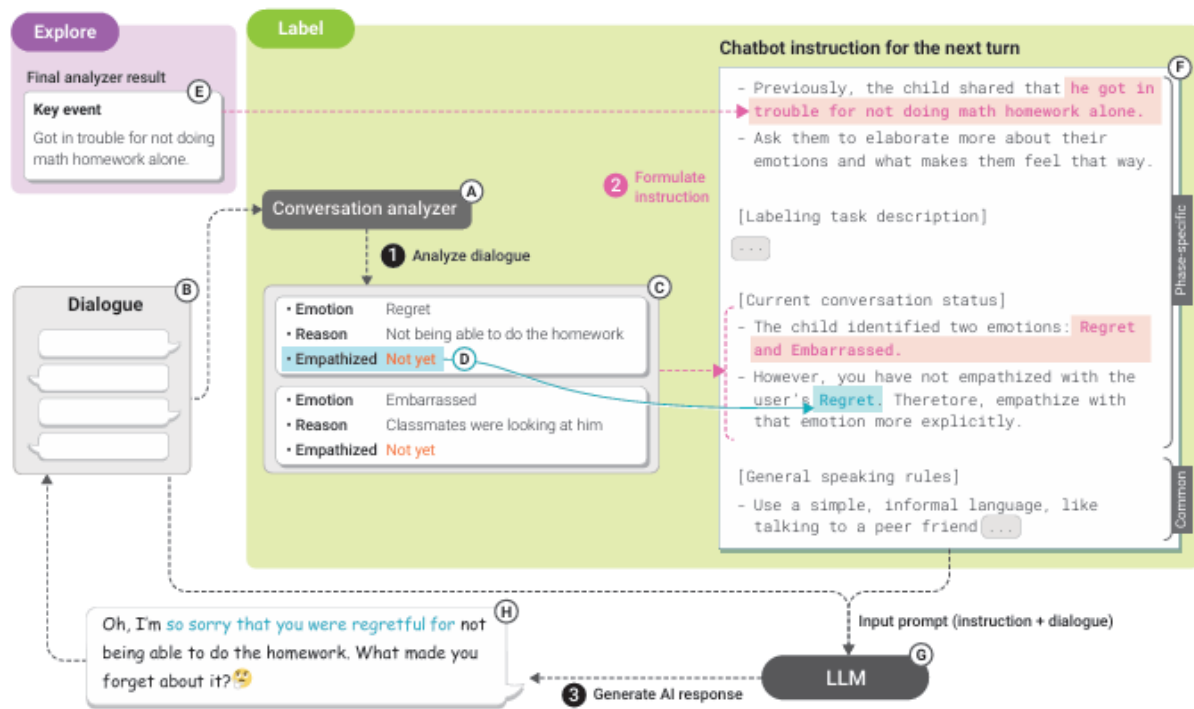 Explore
Final analyzer result
E
Key event
Got in trouble for not doing
math homework alone.
Label
Chatbot instruction for the next turn
F
- Previously, the child shared that he got in
trouble for not doing math homework alone.
- Ask them to elaborate more about their
emotions and what makes them feel that way.
2 Formulate
instruction
[Labeling task description]
...
[Current conversation status]
- The child identified two emotions: Regret
and Embarrassed.
- However, you have not empathized with the
user's Regret. Theretore, empathize with
that emotion more explicitly.
[General speaking rules]
- Use a simple, informal language, like
talking to a peer friend ...
Phase-specific
Common
A
Conversation analyzer
1 Analyze dialogue
B
Dialogue
C
• Emotion Regret
• Reason Not being able to do the homework
• Empathized Not yet D
• Emotion Embarrassed
• Reason Classmates were looking at him
• Empathized Not yet
Input prompt (instruction + dialogue)
G
LLM
3 Generate AI response
H
Oh, I'm so sorry that you were regretful for not
being able to do the homework. What made you
forget about it?🤔